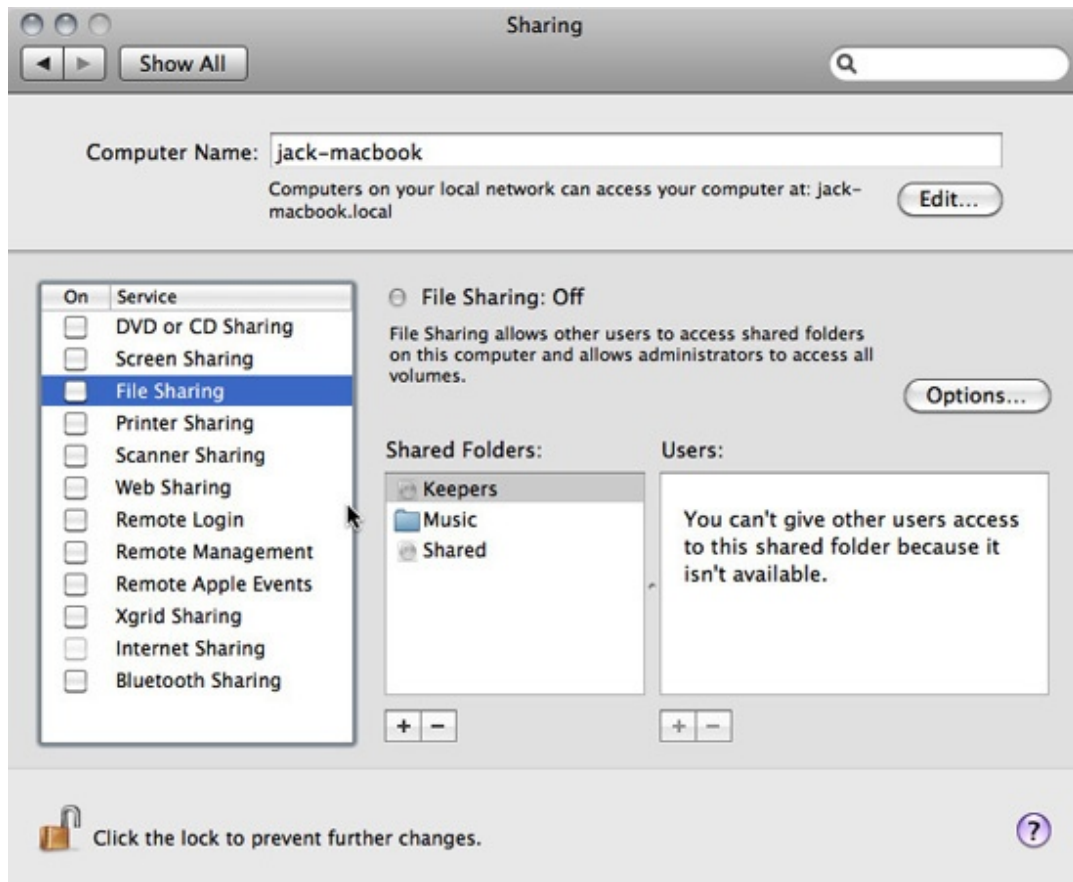 Sharing
Show All
Computer Name: jack-macbook
Computers on your local network can access your computer at: jack-
macbook.local
Edit...
On Service
DVD or CD Sharing
Screen Sharing
File Sharing
Printer Sharing
Scanner Sharing
Web Sharing
Remote Login
Remote Management
Remote Apple Events
Xgrid Sharing
Internet Sharing
Bluetooth Sharing
File Sharing: Off
File Sharing allows other users to access shared folders
on this computer and allows administrators to access all
volumes.
Options...
Shared Folders:
Keepers
Music
Shared
+ −
Users:
You can't give other users access
to this shared folder because it
isn't available.
+ −
Click the lock to prevent further changes.
?